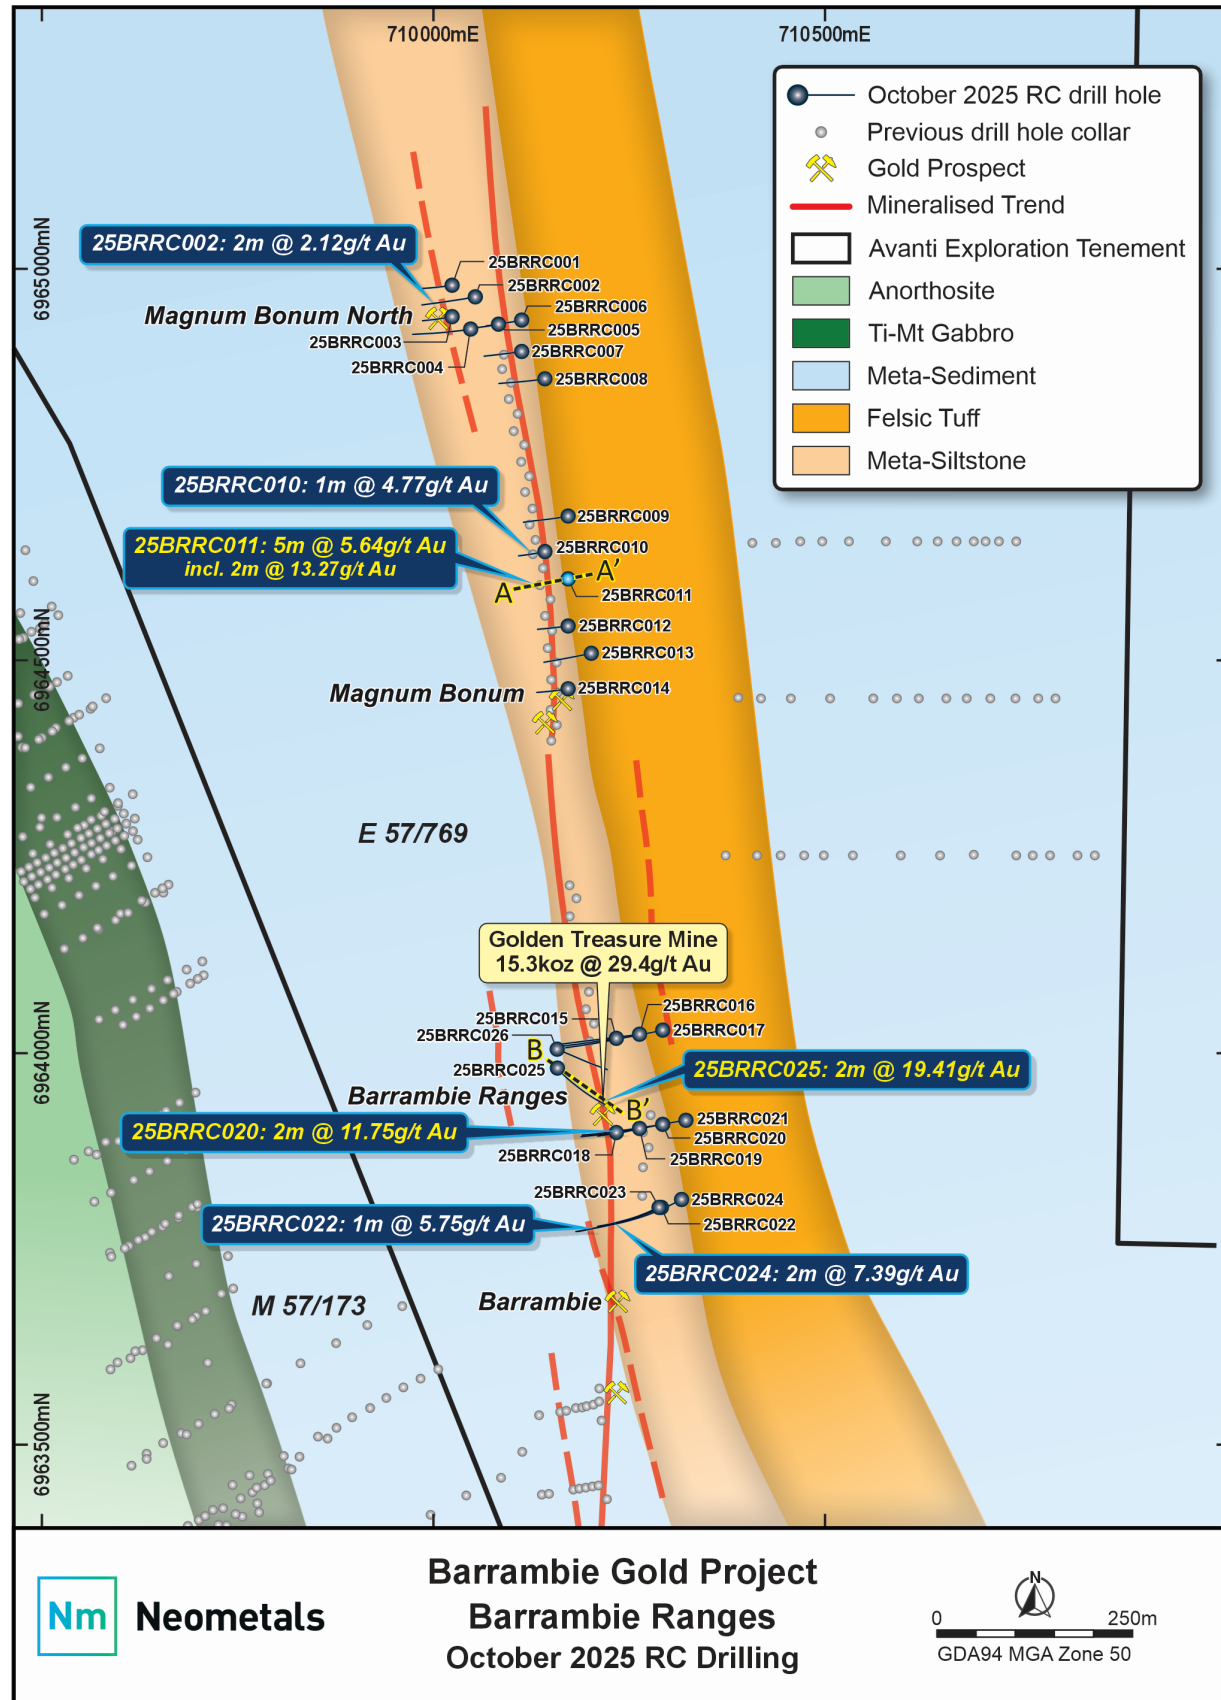 710000mE
710500mE
October 2025 RC drill hole
Previous drill hole collar
Gold Prospect
Mineralised Trend
Avanti Exploration Tenement
Anorthosite
Ti-Mt Gabbro
Meta-Sediment
Felsic Tuff
Meta-Siltstone
6965000mN
25BRRC002: 2m @ 2.12g/t Au
25BRRC001
25BRRC002
25BRRC006
Magnum Bonum North
25BRRC005
25BRRC003
25BRRC007
25BRRC004
25BRRC008
25BRRC010: 1m @ 4.77g/t Au
25BRRC009
25BRRC011: 5m @ 5.64g/t Au
incl. 2m @ 13.27g/t Au
25BRRC010
A
A'
25BRRC011
25BRRC012
6964500mN
25BRRC013
25BRRC014
Magnum Bonum
E 57/769
Golden Treasure Mine
15.3koz @ 29.4g/t Au
25BRRC016
25BRRC015
25BRRC017
25BRRC026
6964000mN
B
25BRRC025
25BRRC025: 2m @ 19.41g/t Au
Barrambie Ranges
B'
25BRRC021
25BRRC020: 2m @ 11.75g/t Au
25BRRC020
25BRRC018
25BRRC019
25BRRC023
25BRRC024
25BRRC022: 1m @ 5.75g/t Au
25BRRC022
25BRRC024: 2m @ 7.39g/t Au
M 57/173
Barrambie
6963500mN
Nm Neometals
Barrambie Gold Project
Barrambie Ranges
October 2025 RC Drilling
N
0 250m
GDA94 MGA Zone 50